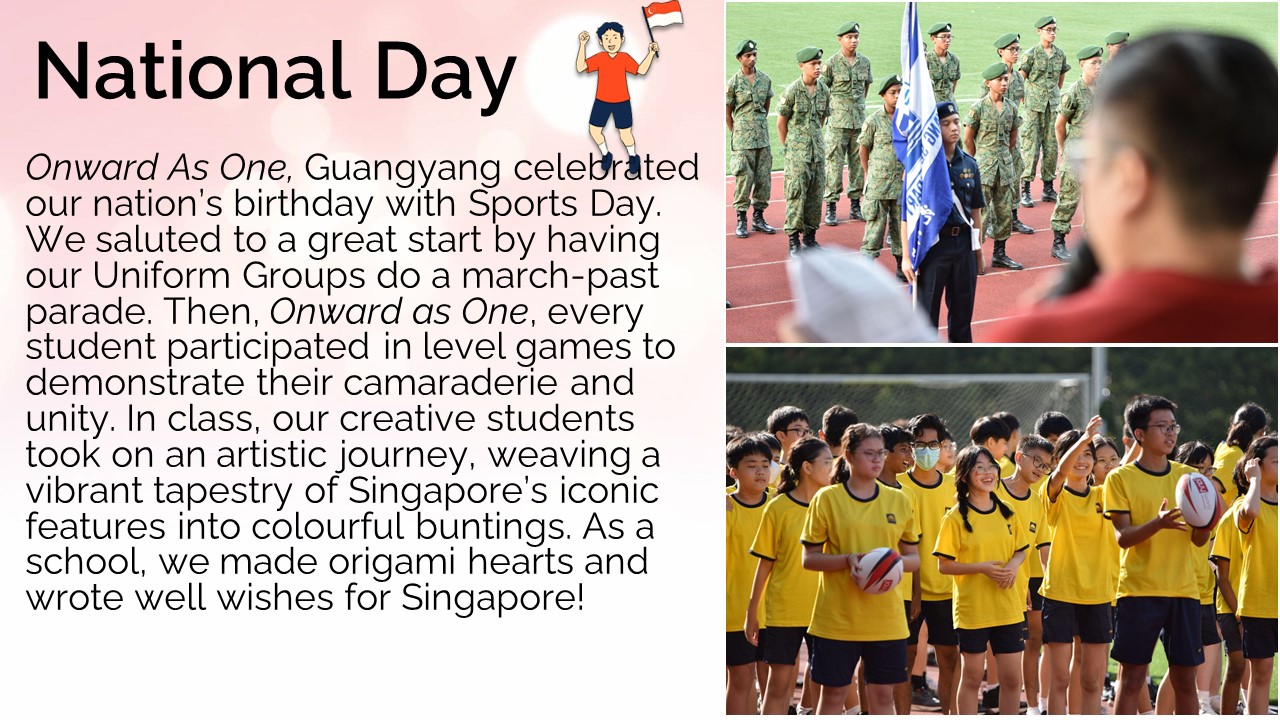 National Day
Onward As One, Guangyang celebrated
our nation’s birthday with Sports Day.
We saluted to a great start by having
our Uniform Groups do a march-past
parade. Then, Onward as One, every
student participated in level games to
demonstrate their camaraderie and
unity. In class, our creative students
took on an artistic journey, weaving a
vibrant tapestry of Singapore’s iconic
features into colourful buntings. As a
school, we made origami hearts and
wrote well wishes for Singapore!